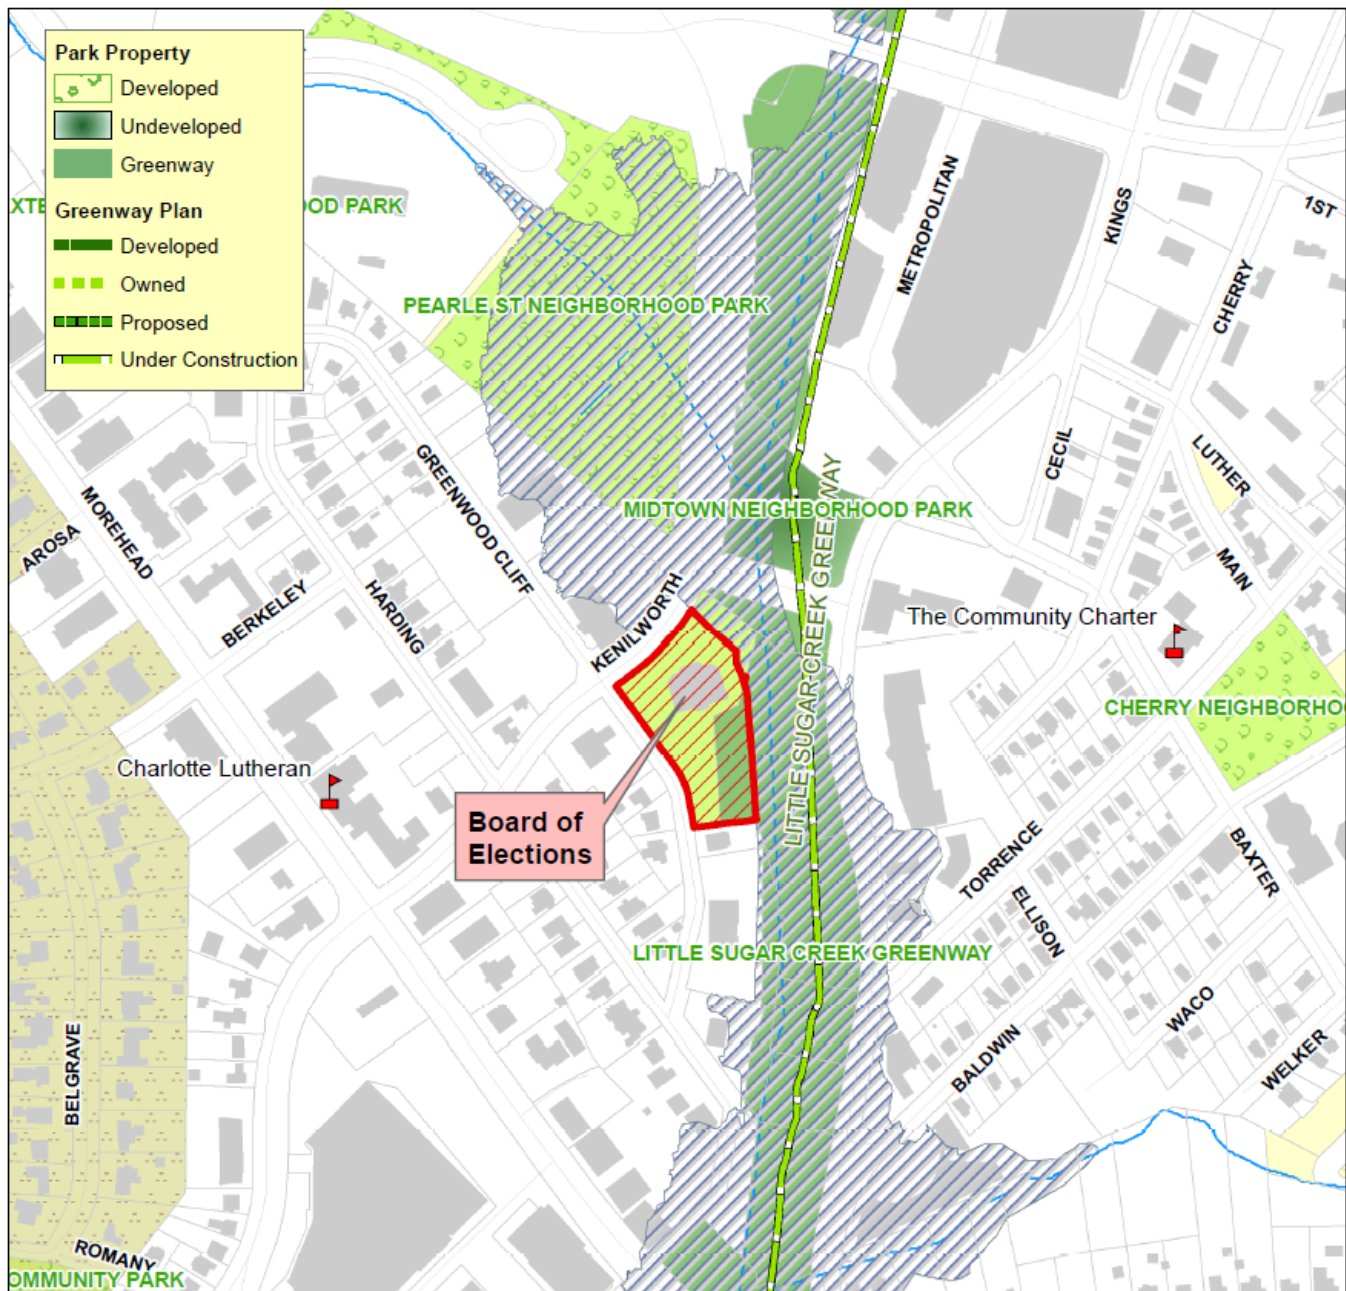 Park Property
Developed
Undeveloped
Greenway
Greenway Plan
Developed
Owned
Proposed
Under Construction
XTE
OOD PARK
PEARLE ST NEIGHBORHOOD PARK
METROPOLITAN
KINGS
1ST
CHERRY
CECIL
LUTHER
MAIN
MIDTOWN NEIGHBORHOOD PARK
LITTLE SUGAR CREEK GREENWAY
GREENWOOD CLIFF
MOREHEAD
AROSA
BERKELEY
HARDING
KENILWORTH
The Community Charter
CHERRY NEIGHBORHO
Charlotte Lutheran
Board of
Elections
TORRENCE
ELLISON
BAXTER
LITTLE SUGAR CREEK GREENWAY
WACO
BALDWIN
WELKER
BELGRAVE
ROMANY
OMMUNITY PARK